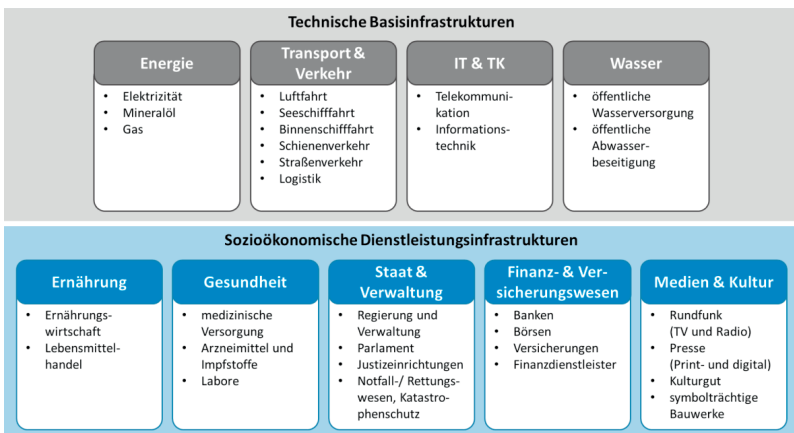 Technische Basisinfrastrukturen
Energie
• Elektrizität
• Mineralöl
• Gas
Transport &
Verkehr
• Luftfahrt
• Seeschifffahrt
• Binnenschifffahrt
• Schienenverkehr
• Straßenverkehr
• Logistik
IT & TK
• Telekommuni-
kation
• Informations-
technik
Wasser
• öffentliche
Wasserversorgung
• öffentliche
Abwasser-
beseitigung
Sozioökonomische Dienstleistungsinfrastrukturen
Ernährung
• Ernährungs-
wirtschaft
• Lebensmittel-
handel
Gesundheit
• medizinische
Versorgung
• Arzneimittel und
Impfstoffe
• Labore
Staat &
Verwaltung
• Regierung und
Verwaltung
• Parlament
• Justizeinrichtungen
• Notfall-/ Rettungs-
wesen, Katastro-
phenschutz
Finanz- & Ver-
sicherungswesen
• Banken
• Börsen
• Versicherungen
• Finanzdienstleister
Medien & Kultur
• Rundfunk
(TV und Radio)
• Presse
(Print- und digital)
• Kulturgut
• symbolträchtige
Bauwerke